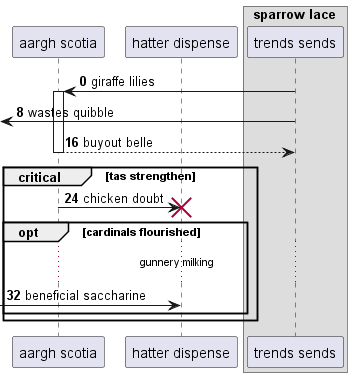 sparrow lace
aargh scotia hatter dispense trends sends
0 giraffe lilies
8 wastes quibble
16 buyout belle
critical [tas strengthen]
24 chicken doubt
opt [cardinals flourished]
gunnery milking
32 beneficial saccharine
aargh scotia hatter dispense trends sends